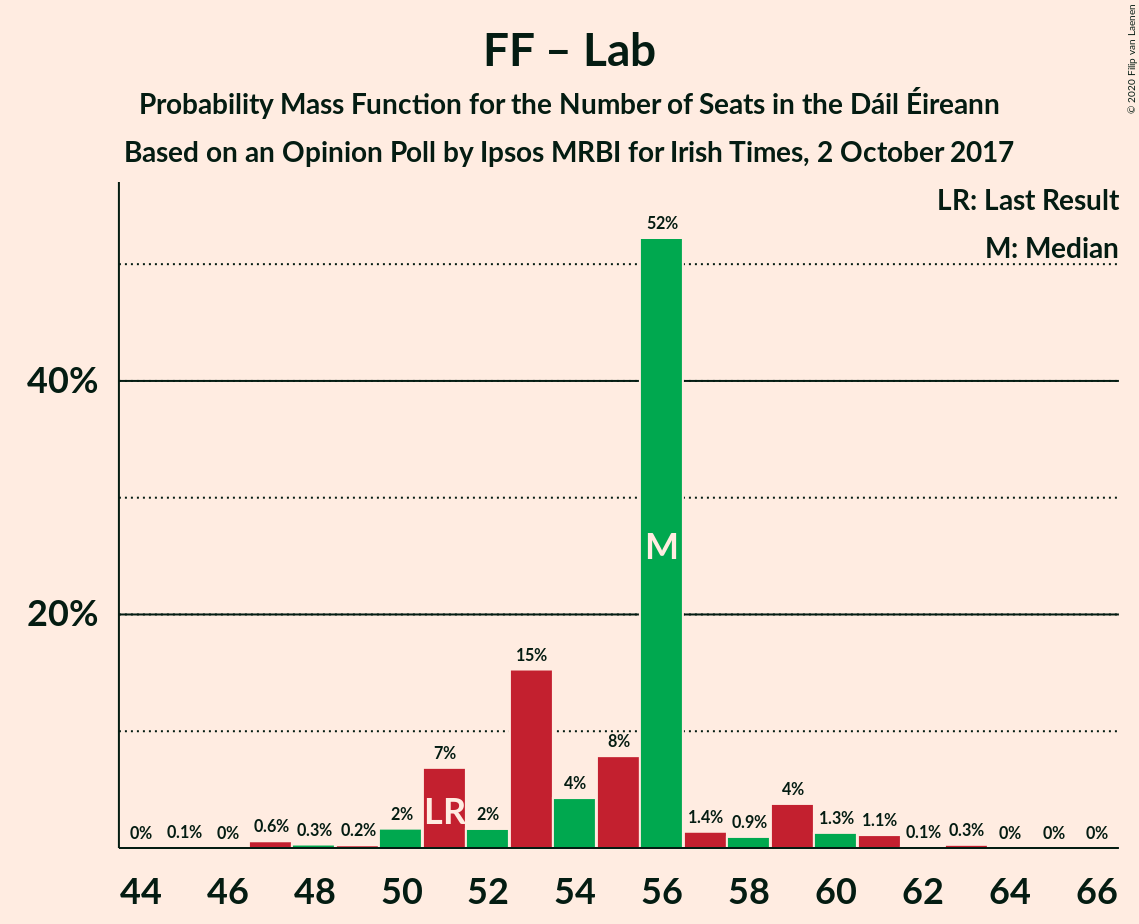 FF – Lab
Probability Mass Function for the Number of Seats in the Dáil Éireann
Based on an Opinion Poll by Ipsos MRBI for Irish Times, 2 October 2017
© 2020 Filip van Laenen
LR: Last Result
M: Median
40%
20%
0%
0.1%
0%
0.6%
0.3%
0.2%
2%
7%
2%
15%
4%
8%
52%
1.4%
0.9%
4%
1.3%
1.1%
0.1%
0.3%
0%
0%
0%
LR
M
44 46 48 50 52 54 56 58 60 62 64 66